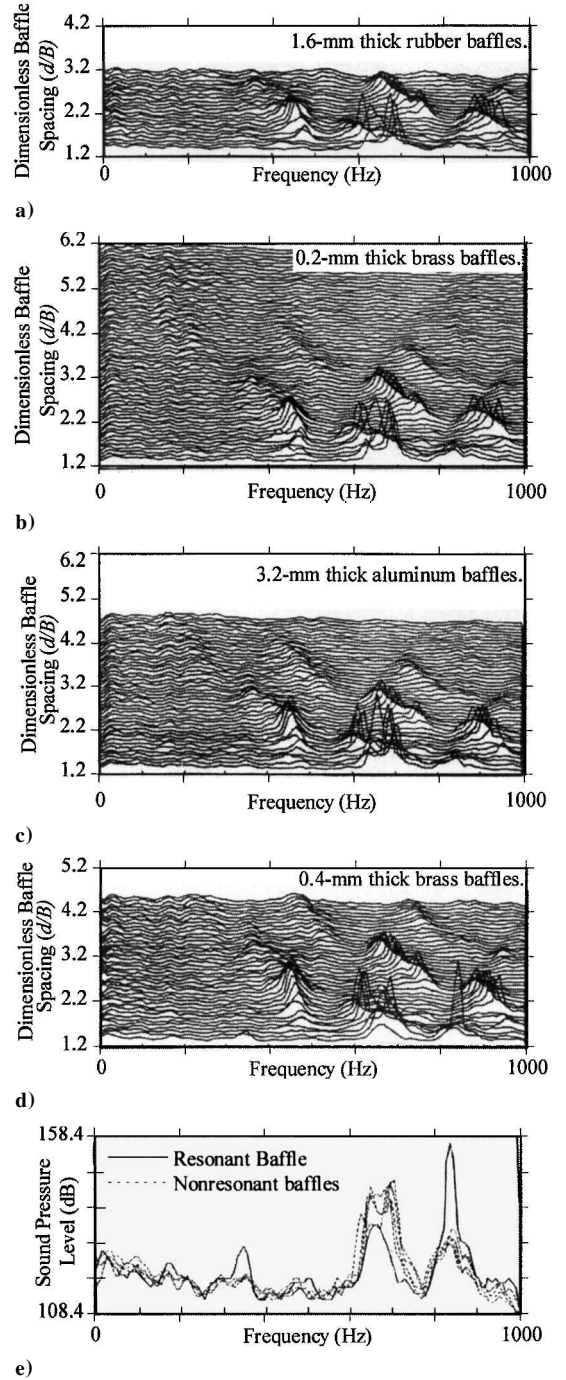 4.2
1.6-mm thick rubber baffles.
3.2
2.2
1.2
Dimensionless Baffle
Spacing (d/B)
0
Frequency (Hz)
1000
a)
6.2
0.2-mm thick brass baffles.
5.2
4.2
3.2
2.2
1.2
Dimensionless Baffle
Spacing (d/B)
0
Frequency (Hz)
1000
b)
6.2
3.2-mm thick aluminum baffles.
5.2
4.2
3.2
2.2
1.2
Dimensionless Baffle
Spacing (d/B)
0
Frequency (Hz)
1000
c)
5.2
0.4-mm thick brass baffles.
4.2
3.2
2.2
1.2
Dimensionless Baffle
Spacing (d/B)
0
Frequency (Hz)
1000
d)
158.4
Resonant Baffle
Nonresonant baffles
Sound Pressure
Level (dB)
108.4
0
Frequency (Hz)
1000
e)